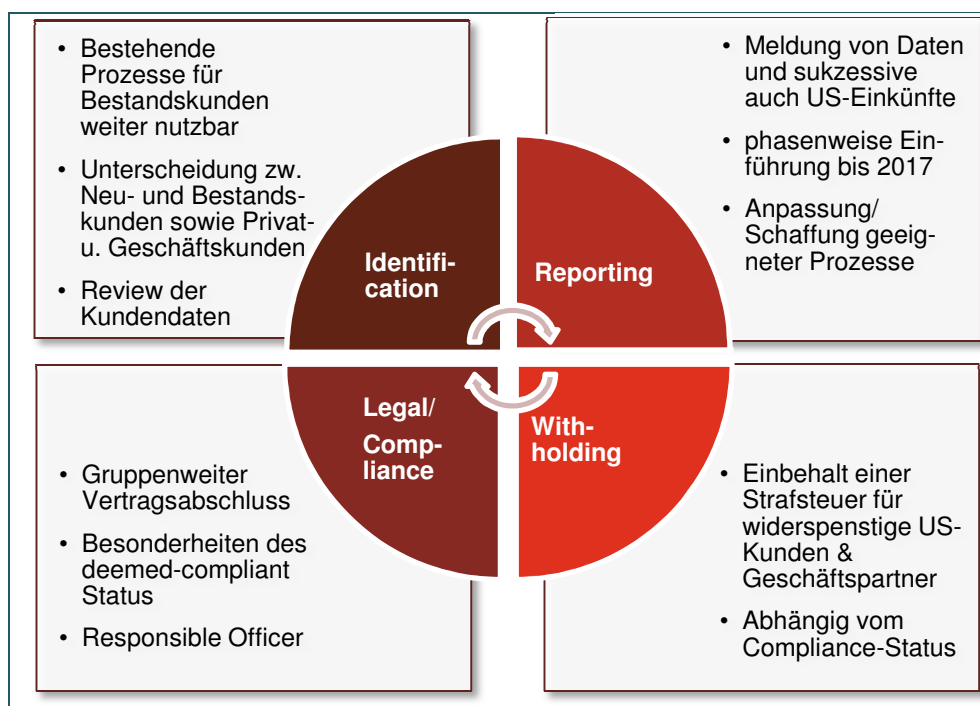 • Bestehende
Prozesse für
Bestandskunden
weiter nutzbar
• Unterscheidung zw.
Neu- und Bestands-
kunden sowie Privat-
u. Geschäftskunden
• Review der
Kundendaten
• Meldung von Daten
und sukzessive
auch US-Einkünfte
• phasenweise Ein-
führung bis 2017
• Anpassung/
Schaffung geeig-
neter Prozesse
Identifi-
cation
Reporting
Legal/
Comp-
liance
With-
holding
• Gruppenweiter
Vertragsabschluss
• Besonderheiten des
deemed-compliant
Status
• Responsible Officer
• Einbehalt einer
Strafsteuer für
widerspenstige US-
Kunden &
Geschäftspartner
• Abhängig vom
Compliance-Status